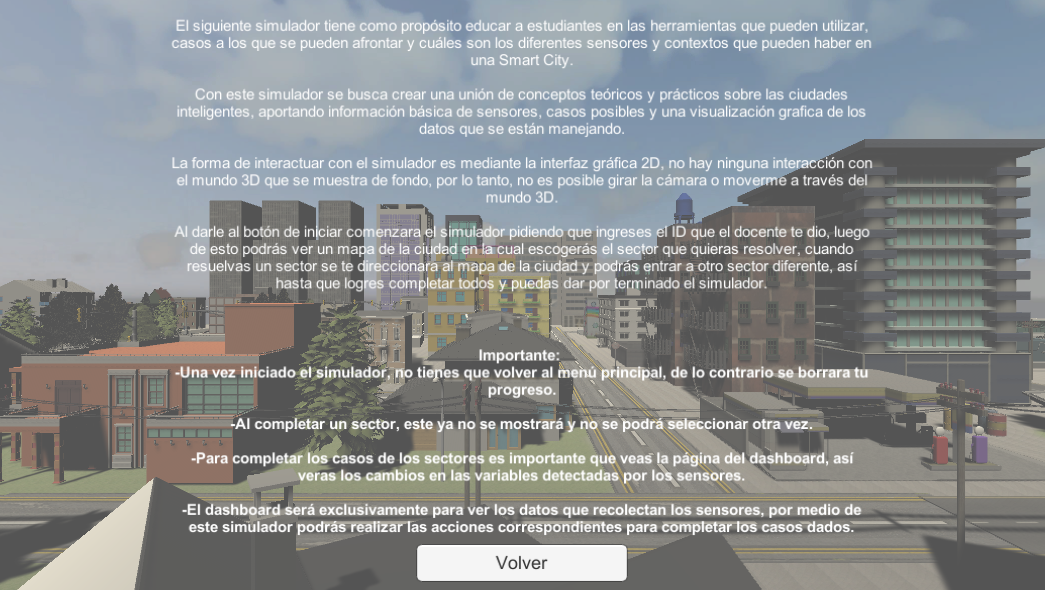 El siguiente simulador tiene como propósito educar a estudiantes en las herramientas que pueden utilizar,
casos a los que se pueden afrontar y cuáles son los diferentes sensores y contextos que pueden haber en
una Smart City.
Con este simulador se busca crear una unión de conceptos teóricos y prácticos sobre las ciudades
inteligentes, aportando información básica de sensores, casos posibles y una visualización grafica de los
datos que se están manejando.
La forma de interactuar con el simulador es mediante la interfaz gráfica 2D, no hay ninguna interacción con
el mundo 3D que se muestra de fondo, por lo tanto, no es posible girar la cámara o moverme a través del
mundo 3D.
Al darle al botón de iniciar comenzara el simulador pidiendo que ingreses el ID que el docente te dio, luego
de esto podrás ver un mapa de la ciudad en la cual escogerás el sector que quieras resolver, cuando
resuelvas un sector se te direccionara al mapa de la ciudad y podrás entrar a otro sector diferente, así
hasta que logres completar todos y puedas dar por terminado el simulador.
Importante:
-Una vez iniciado el simulador, no tienes que volver al menú principal, de lo contrario se borrara tu
progreso.
-Al completar un sector, este ya no se mostrará y no se podrá seleccionar otra vez.
-Para completar los casos de los sectores es importante que veas la página del dashboard, así
veras los cambios en las variables detectadas por los sensores.
-El dashboard será exclusivamente para ver los datos que recolectan los sensores, por medio de
este simulador podrás realizar las acciones correspondientes para completar los casos dados.
Volver